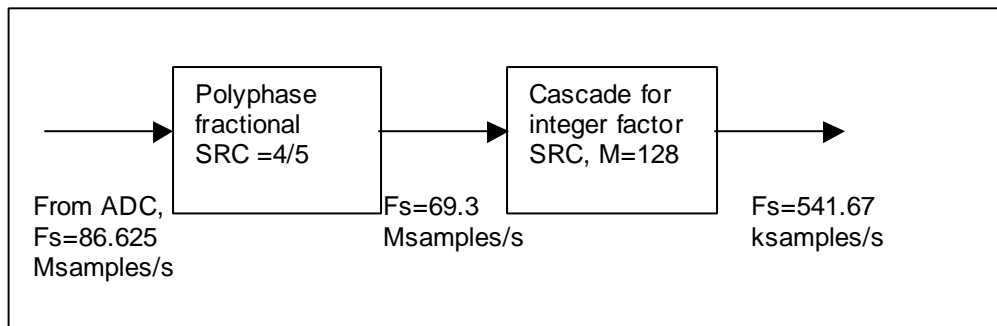 Polyphase
fractional
SRC =4/5
Cascade for
integer factor
SRC, M=128
From ADC,
Fs=86.625
Msamples/s
Fs=69.3
Msamples/s
Fs=541.67
ksamples/s